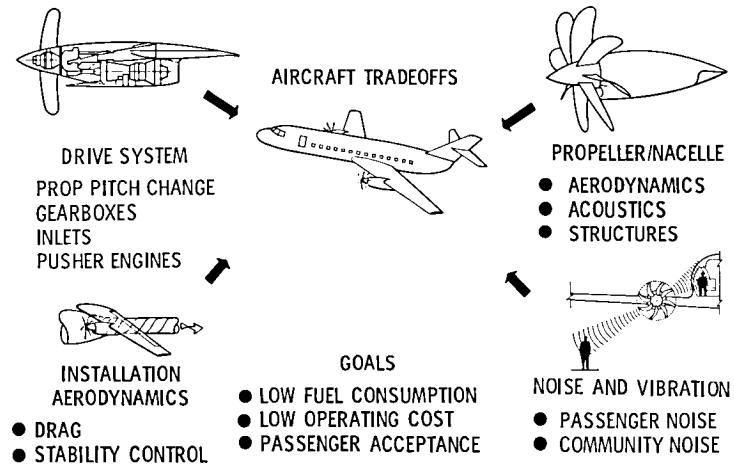 AIRCRAFT TRADEOFFS
DRIVE SYSTEM
PROP PITCH CHANGE
GEARBOXES
INLETS
PUSHER ENGINES
PROPELLER/NACELLE
● AERODYNAMICS
● ACOUSTICS
● STRUCTURES
INSTALLATION
AERODYNAMICS
● DRAG
● STABILITY CONTROL
GOALS
● LOW FUEL CONSUMPTION
● LOW OPERATING COST
● PASSENGER ACCEPTANCE
NOISE AND VIBRATION
● PASSENGER NOISE
● COMMUNITY NOISE